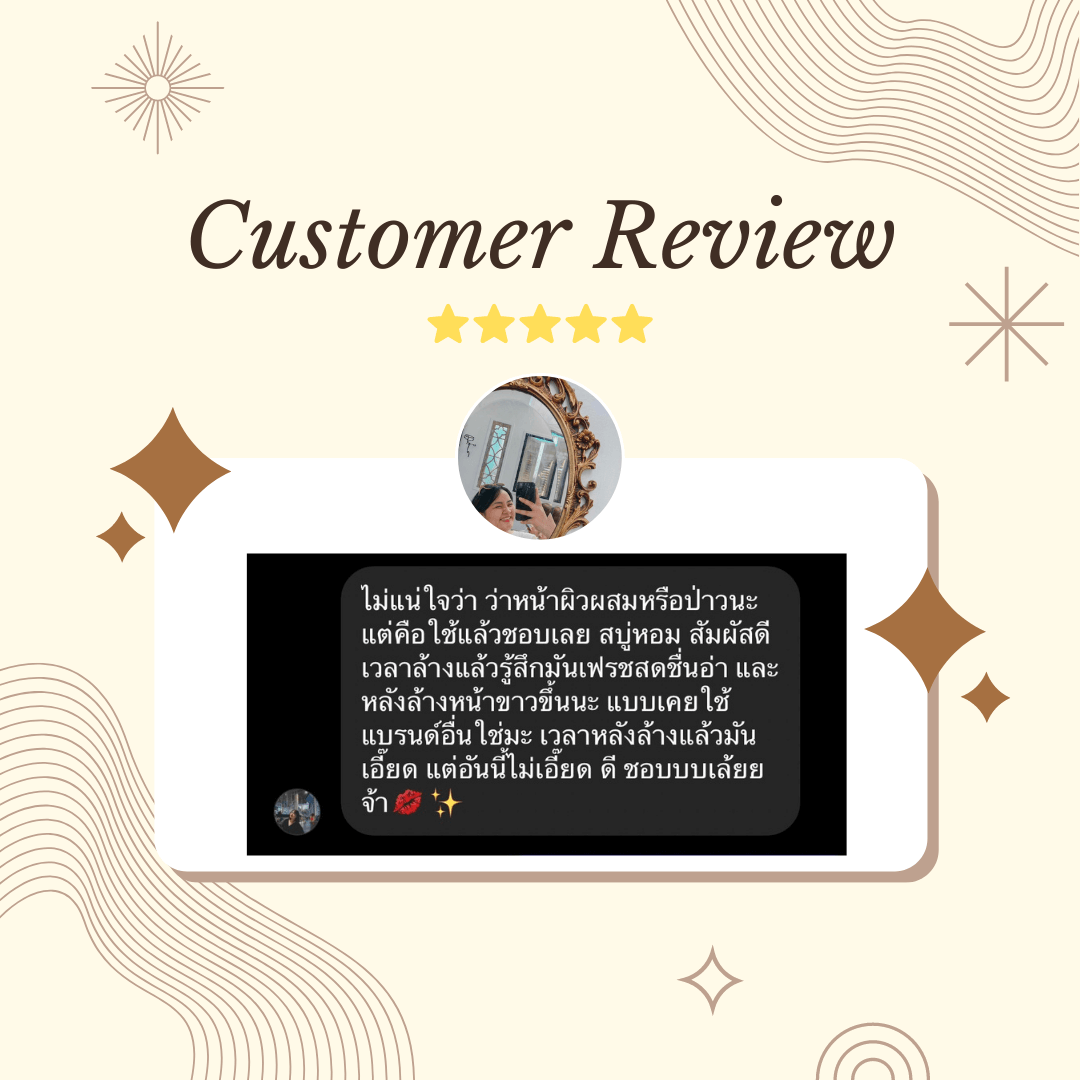 Customer Review
ไม่แน่ใจว่า ว่าหน้าผิวผสมหรือป่าวนะ
แต่คือใช้แล้วชอบเลย สบู่หอม สัมผัสดี
เวลาล้างแล้วรู้สึกมันเฟรชสดชื่นอ่า และ
หลังล้างหน้าขาวขึ้นนะ แบบเคยใช้
แบรนด์อื่นใช่มะ เวลาหลังล้างแล้วมัน
เอี๊ยด แต่อันนี้ไม่เอี๊ยด ดี ชอบบบเล้ยย
จ้า💋 ✨